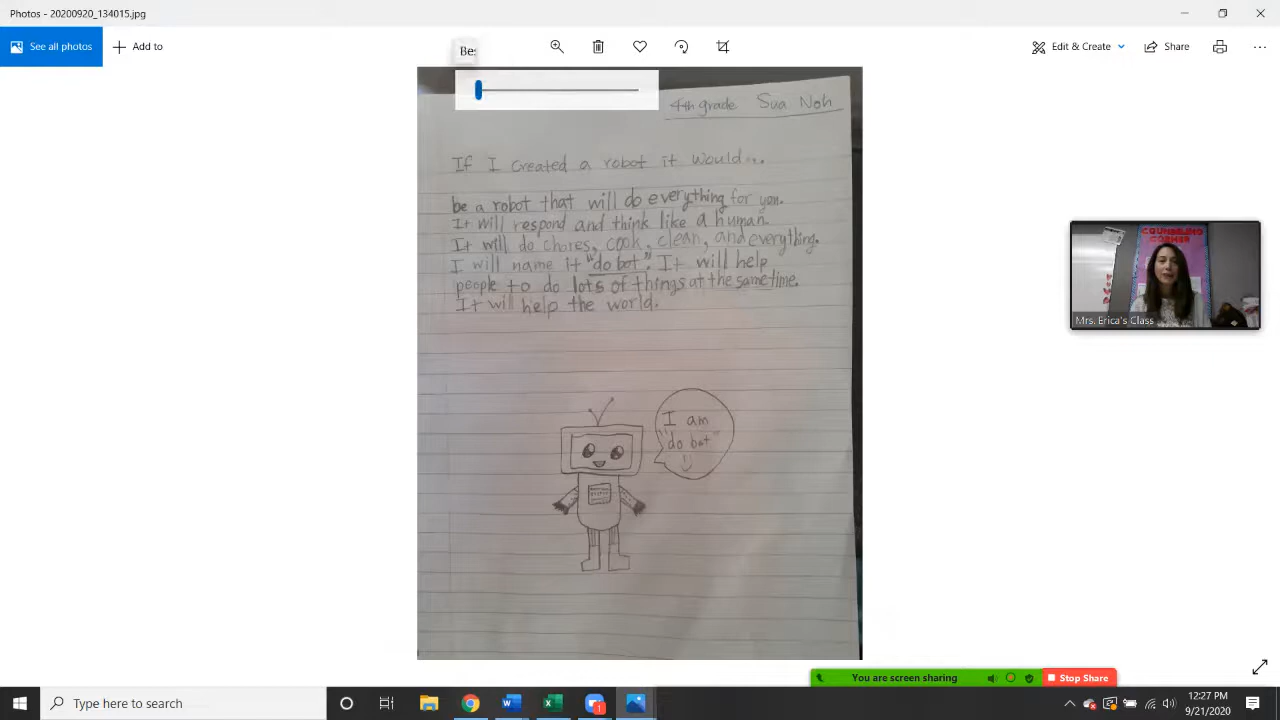 Photos - 20200920_134015.jpg
See all photos
Add to
Bes
Edit & Create
Share
4th grade Sua Noh
If I created a robot it would...
be a robot that will do everything for you.
It will respond and think like a human.
It will do chores, cook, clean, and everything.
I will name it "do bot". It will help
people to do lots of things at the same time.
It will help the world.
I am
"do bot"
COUNSELING
CORNER
Mrs. Erica's Class
You are screen sharing
Stop Share
Type here to search
1
12:27 PM
9/21/2020